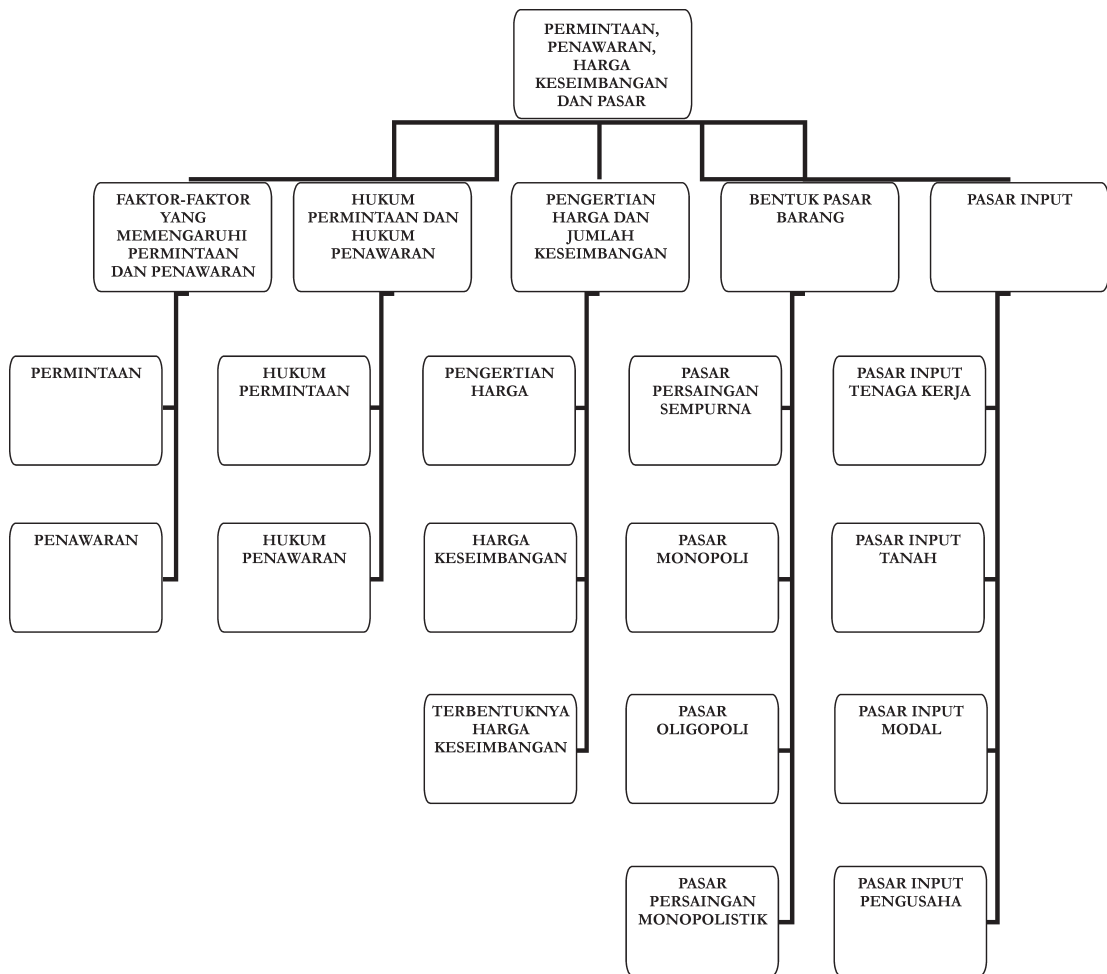 PERMINTAAN,
PENAWARAN,
HARGA
KESEIMBANGAN
DAN PASAR
FAKTOR-FAKTOR
YANG
MEMENGARUHI
PERMINTAAN
DAN PENAWARAN
HUKUM
PERMINTAAN DAN
HUKUM
PENAWARAN
PENGERTIAN
HARGA DAN
JUMLAH
KESEIMBANGAN
BENTUK PASAR
BARANG
PASAR INPUT
PERMINTAAN
HUKUM
PERMINTAAN
PENGERTIAN
HARGA
PASAR
PERSAINGAN
SEMPURNA
PASAR INPUT
TENAGA KERJA
PENAWARAN
HUKUM
PENAWARAN
HARGA
KESEIMBANGAN
PASAR
MONOPOLI
PASAR INPUT
TANAH
TERBENTUKNYA
HARGA
KESEIMBANGAN
PASAR
OLIGOPOLI
PASAR INPUT
MODAL
PASAR
PERSAINGAN
MONOPOLISTIK
PASAR INPUT
PENGUSAHA